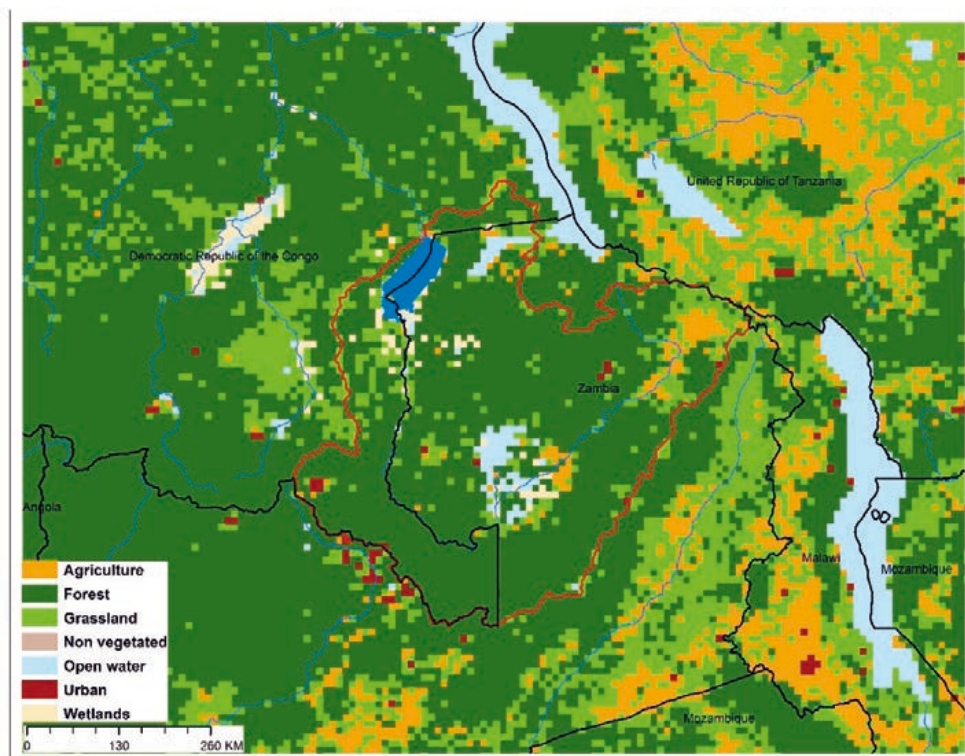 United Republic of Tanzania
Democratic Republic of the Congo
Zambia
Angola
Malawi
Mozambique
Mozambique
Agriculture
Forest
Grassland
Non vegetated
Open water
Urban
Wetlands
0 130 260 KM